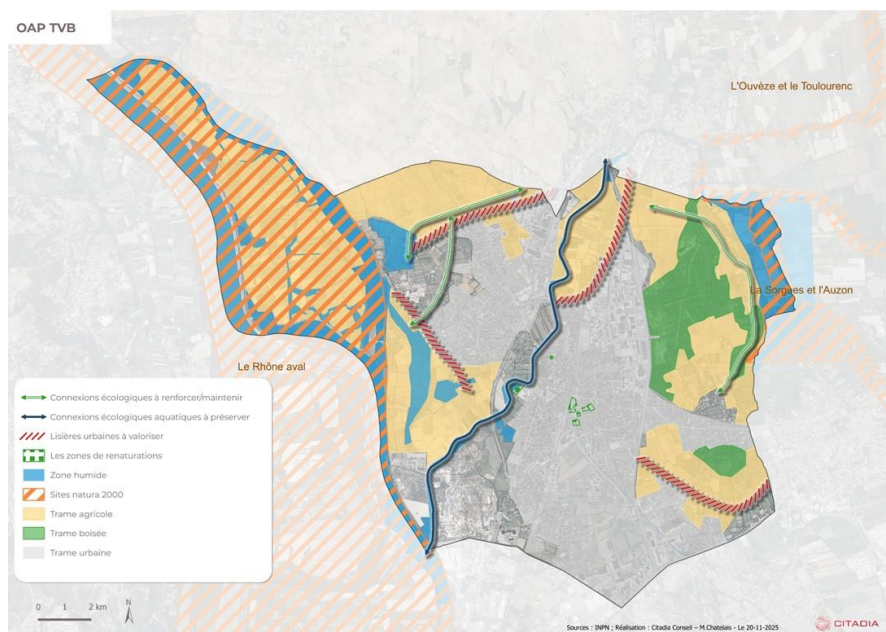 OAP TVB
L'Ouvèze et le Toulourenc
La Sorgues et l'Auzon
Le Rhône aval
Connexions écologiques à renforcer/maintenir
Connexions écologiques aquatiques à préserver
Lisières urbaines à valoriser
Les zones de renaturations
Zone humide
Sites natura 2000
Trame agricole
Trame boisée
Trame urbaine
0 1 2 km
N
Sources : INPN ; Réalisation : Citadia Conseil – M.Chatelais - Le 20-11-2025
CITADIA